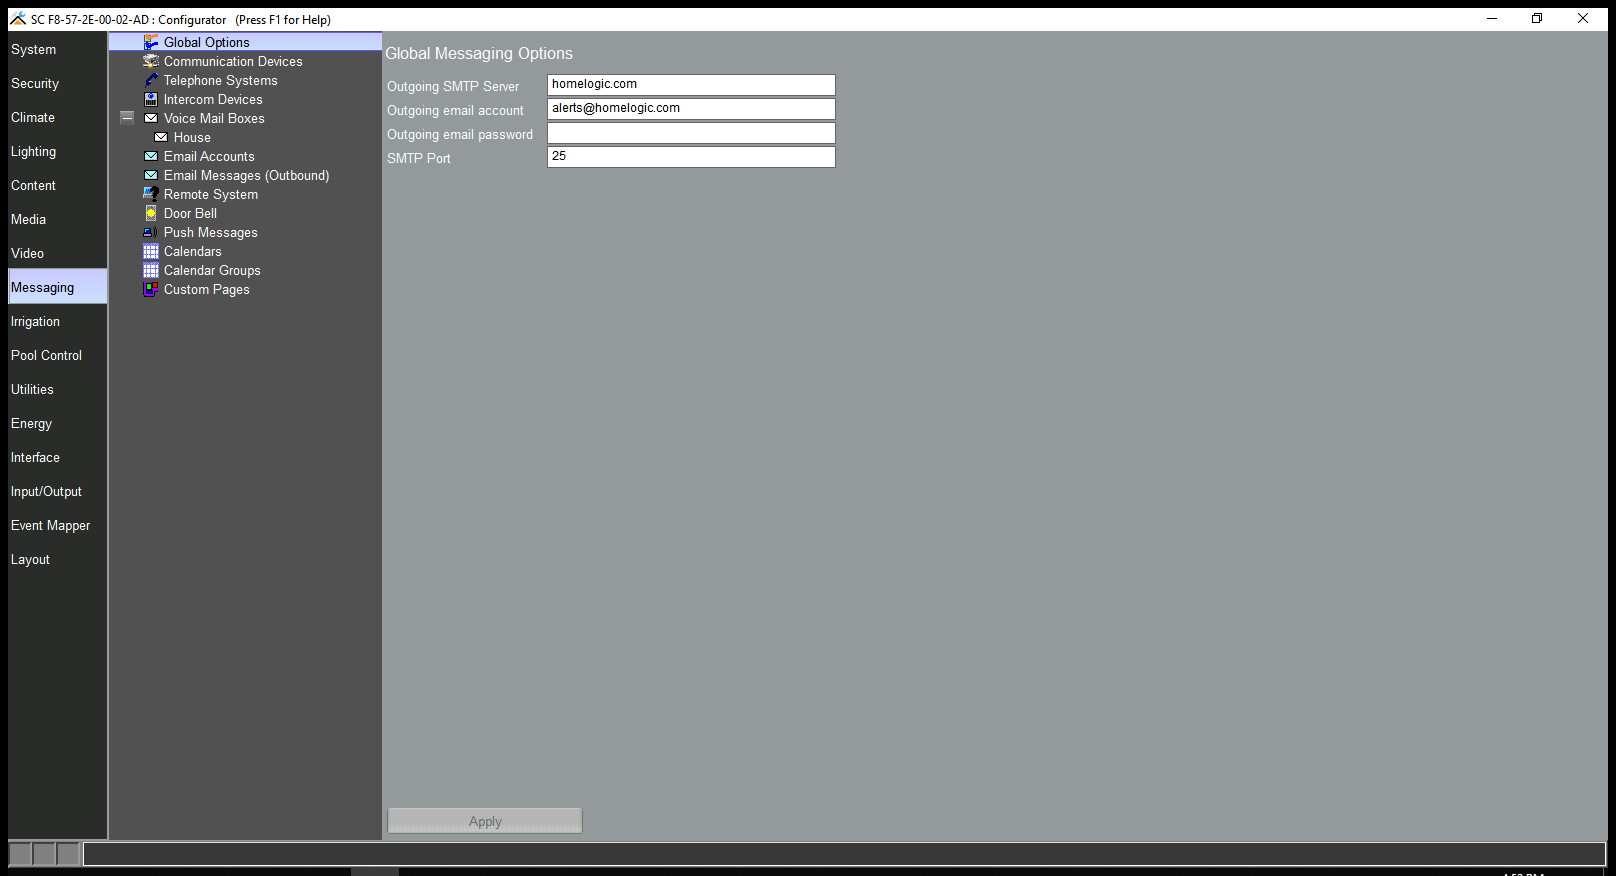 SC F8-57-2E-00-02-AD : Configurator (Press F1 for Help)
System
Security
Climate
Lighting
Content
Media
Video
Messaging
Irrigation
Pool Control
Utilities
Energy
Interface
Input/Output
Event Mapper
Layout
Global Options
Communication Devices
Telephone Systems
Intercom Devices
Voice Mail Boxes
House
Email Accounts
Email Messages (Outbound)
Remote System
Door Bell
Push Messages
Calendars
Calendar Groups
Custom Pages
Global Messaging Options
Outgoing SMTP Server homelogic.com
Outgoing email account alerts@homelogic.com
Outgoing email password
SMTP Port 25
Apply